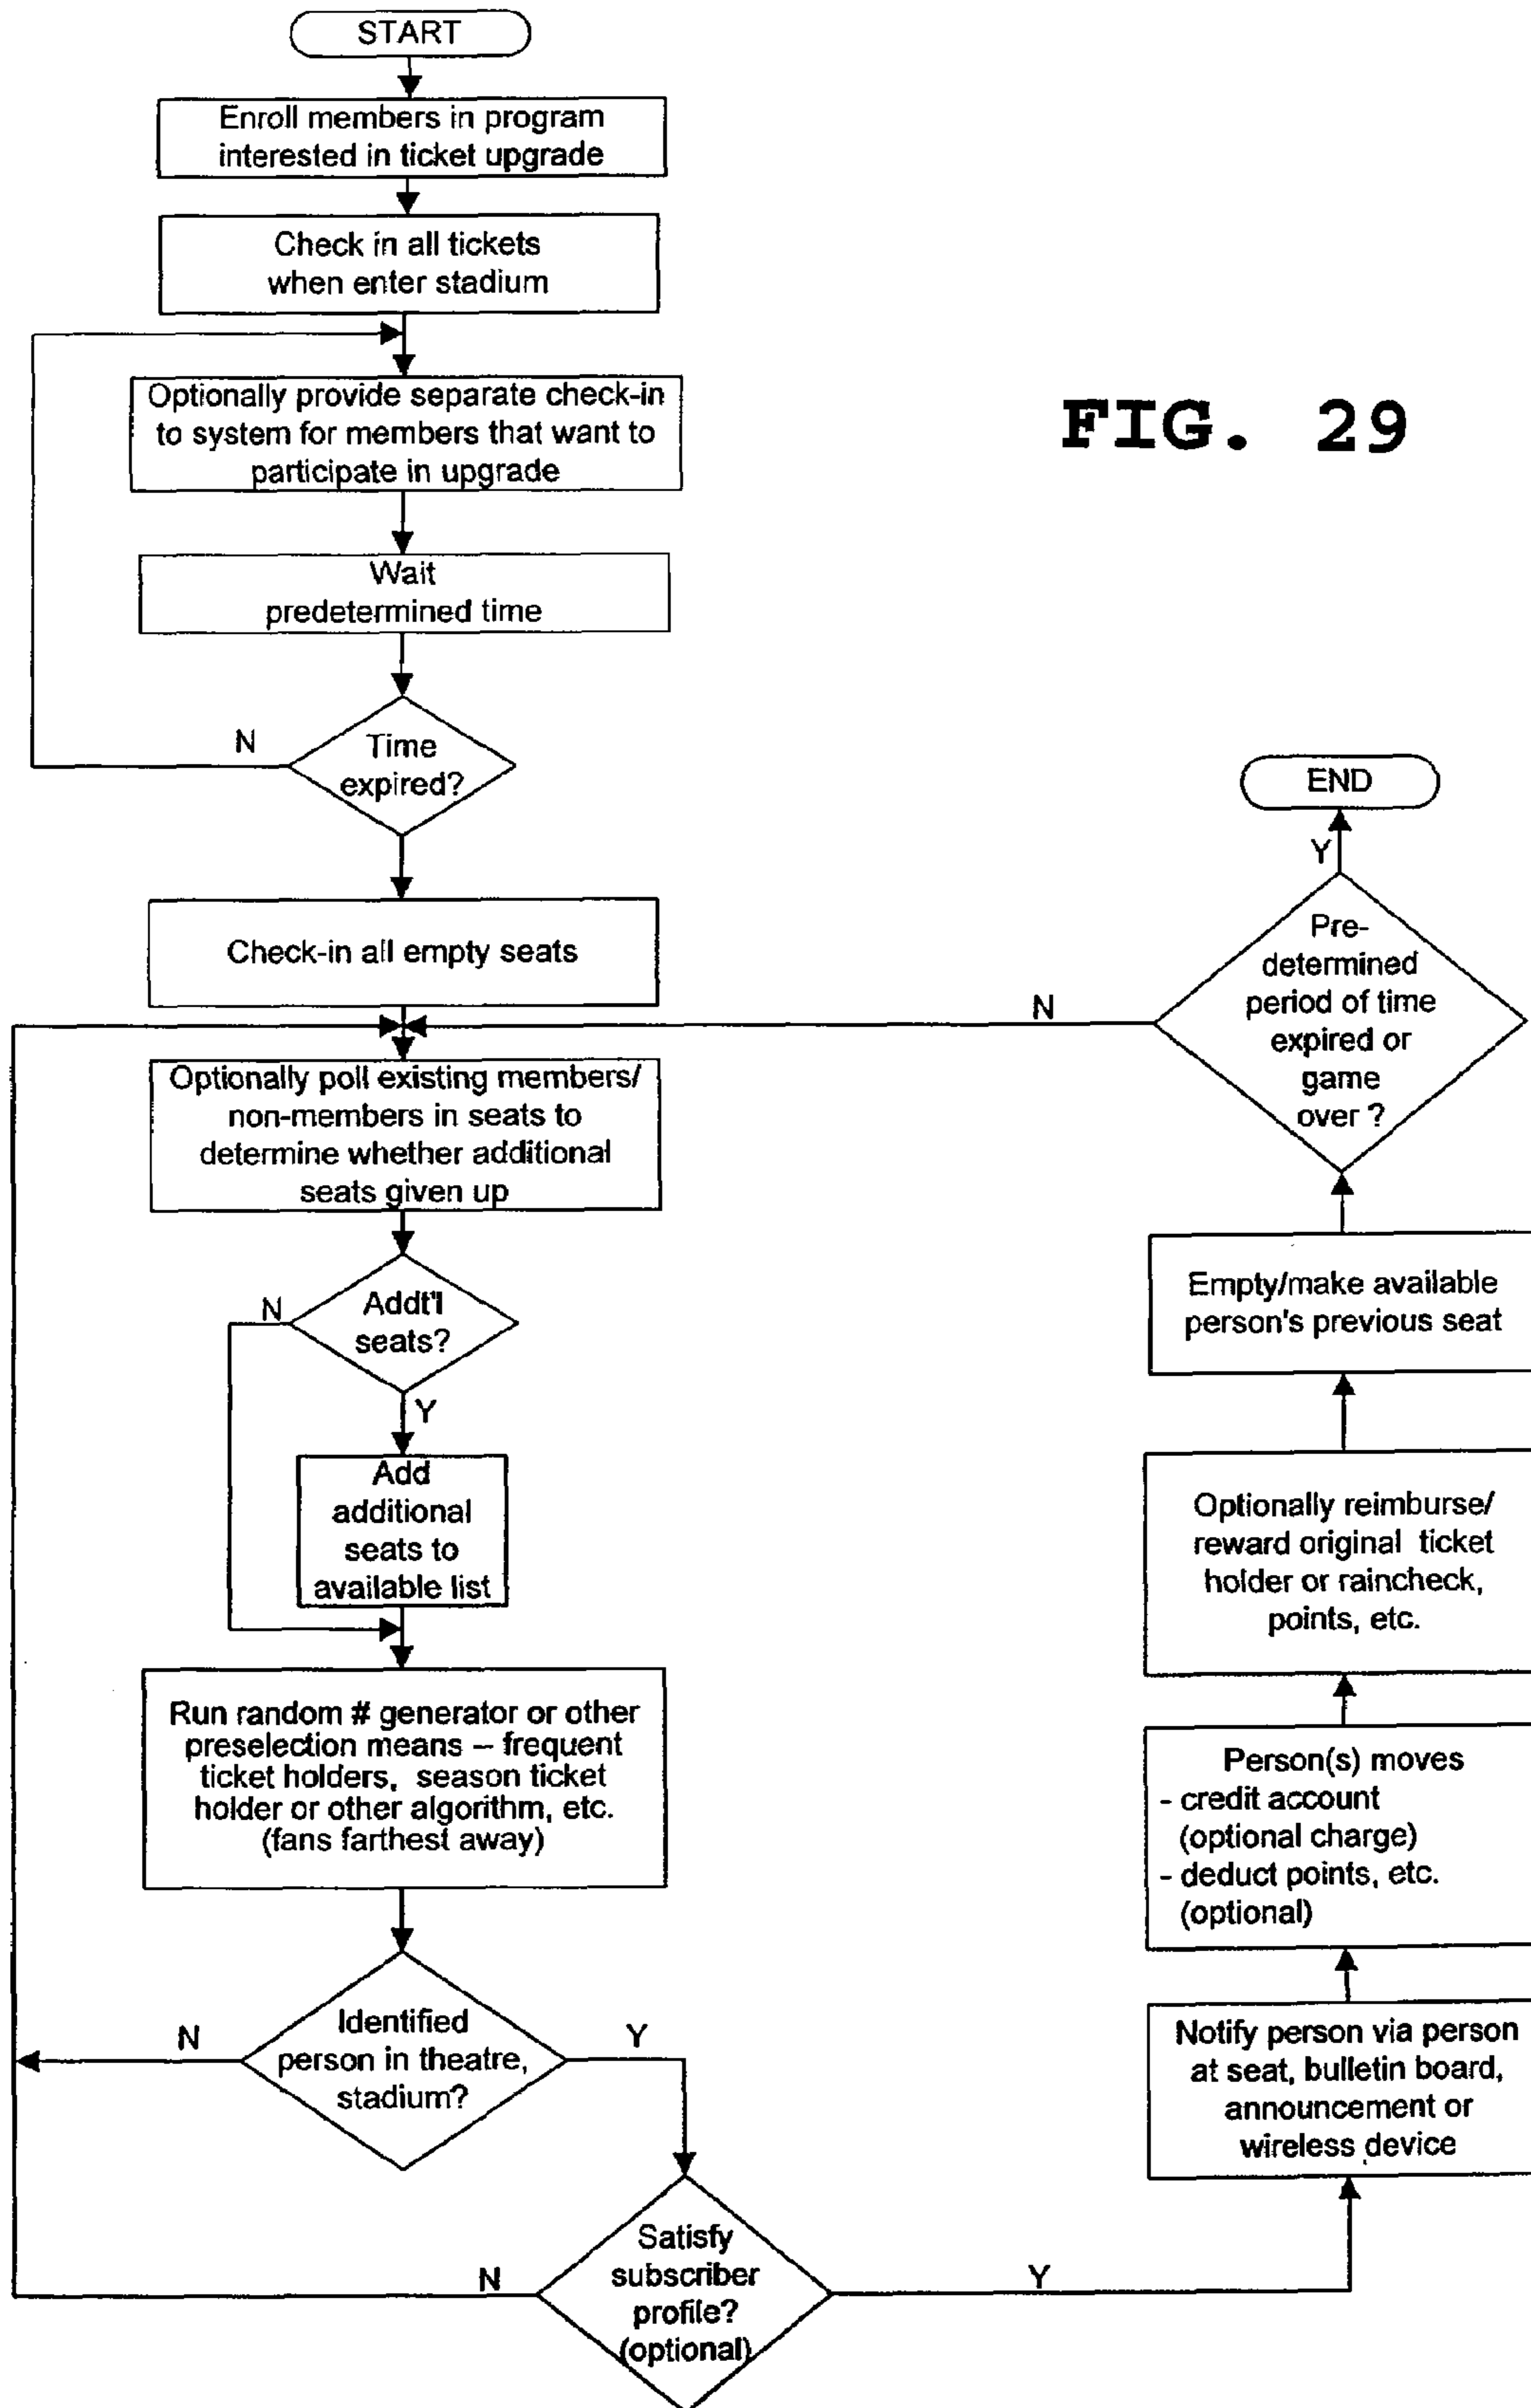 START
Enroll members in program
interested in ticket upgrade
Check in all tickets
when enter stadium
Optionally provide separate check-in
to system for members that want to
participate in upgrade
FIG. 29
Wait
predetermined time
N
Time
expired?
Check-in all empty seats
Optionally poll existing members/
non-members in seats to
determine whether additional
seats given up
N
Addt'l
seats?
Y
Add
additional
seats to
available list
Run random # generator or other
preselection means – frequent
ticket holders, season ticket
holder or other algorithm, etc.
(fans farthest away)
N
Identified
person in theatre,
stadium?
Y
N
Satisfy
subscriber
profile?
(optional)
Y
Notify person via person
at seat, bulletin board,
announcement or
wireless device
Person(s) moves
- credit account
(optional charge)
- deduct points, etc.
(optional)
Optionally reimburse/
reward original ticket
holder or raincheck,
points, etc.
Empty/make available
person's previous seat
Pre-
determined
period of time
expired or
game
over ?
N
Y
END